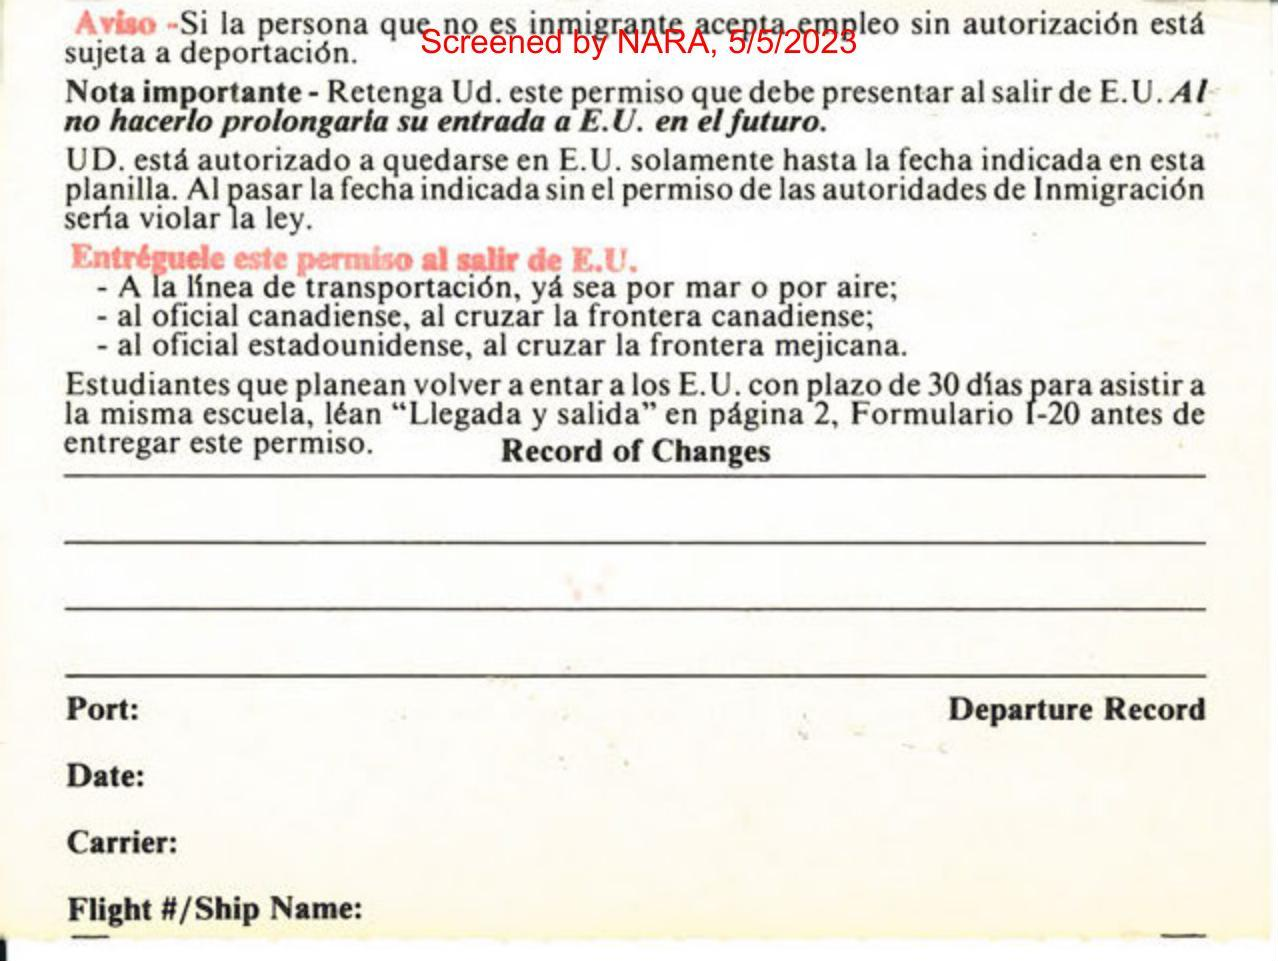 Aviso -Si la persona que no es inmigrante acepta empleo sin autorización está
Screened by NARA, 5/5/2023
sujeta a deportación.
Nota importante - Retenga Ud. este permiso que debe presentar al salir de E.U. Al
no hacerlo prolongaría su entrada a E.U. en el futuro.
UD. está autorizado a quedarse en E.U. solamente hasta la fecha indicada en esta
planilla. Al pasar la fecha indicada sin el permiso de las autoridades de Inmigración
sería violar la ley.
Entréguele este permiso al salir de E.U.
- A la línea de transportación, yá sea por mar o por aire;
- al oficial canadiense, al cruzar la frontera canadiense;
- al oficial estadounidense, al cruzar la frontera mejicana.
Estudiantes que planean volver a entar a los E.U. con plazo de 30 días para asistir a
la misma escuela, léan “Llegada y salida” en página 2, Formulario I-20 antes de
entregar este permiso.
Record of Changes
Port:
Departure Record
Date:
Carrier:
Flight #/Ship Name: